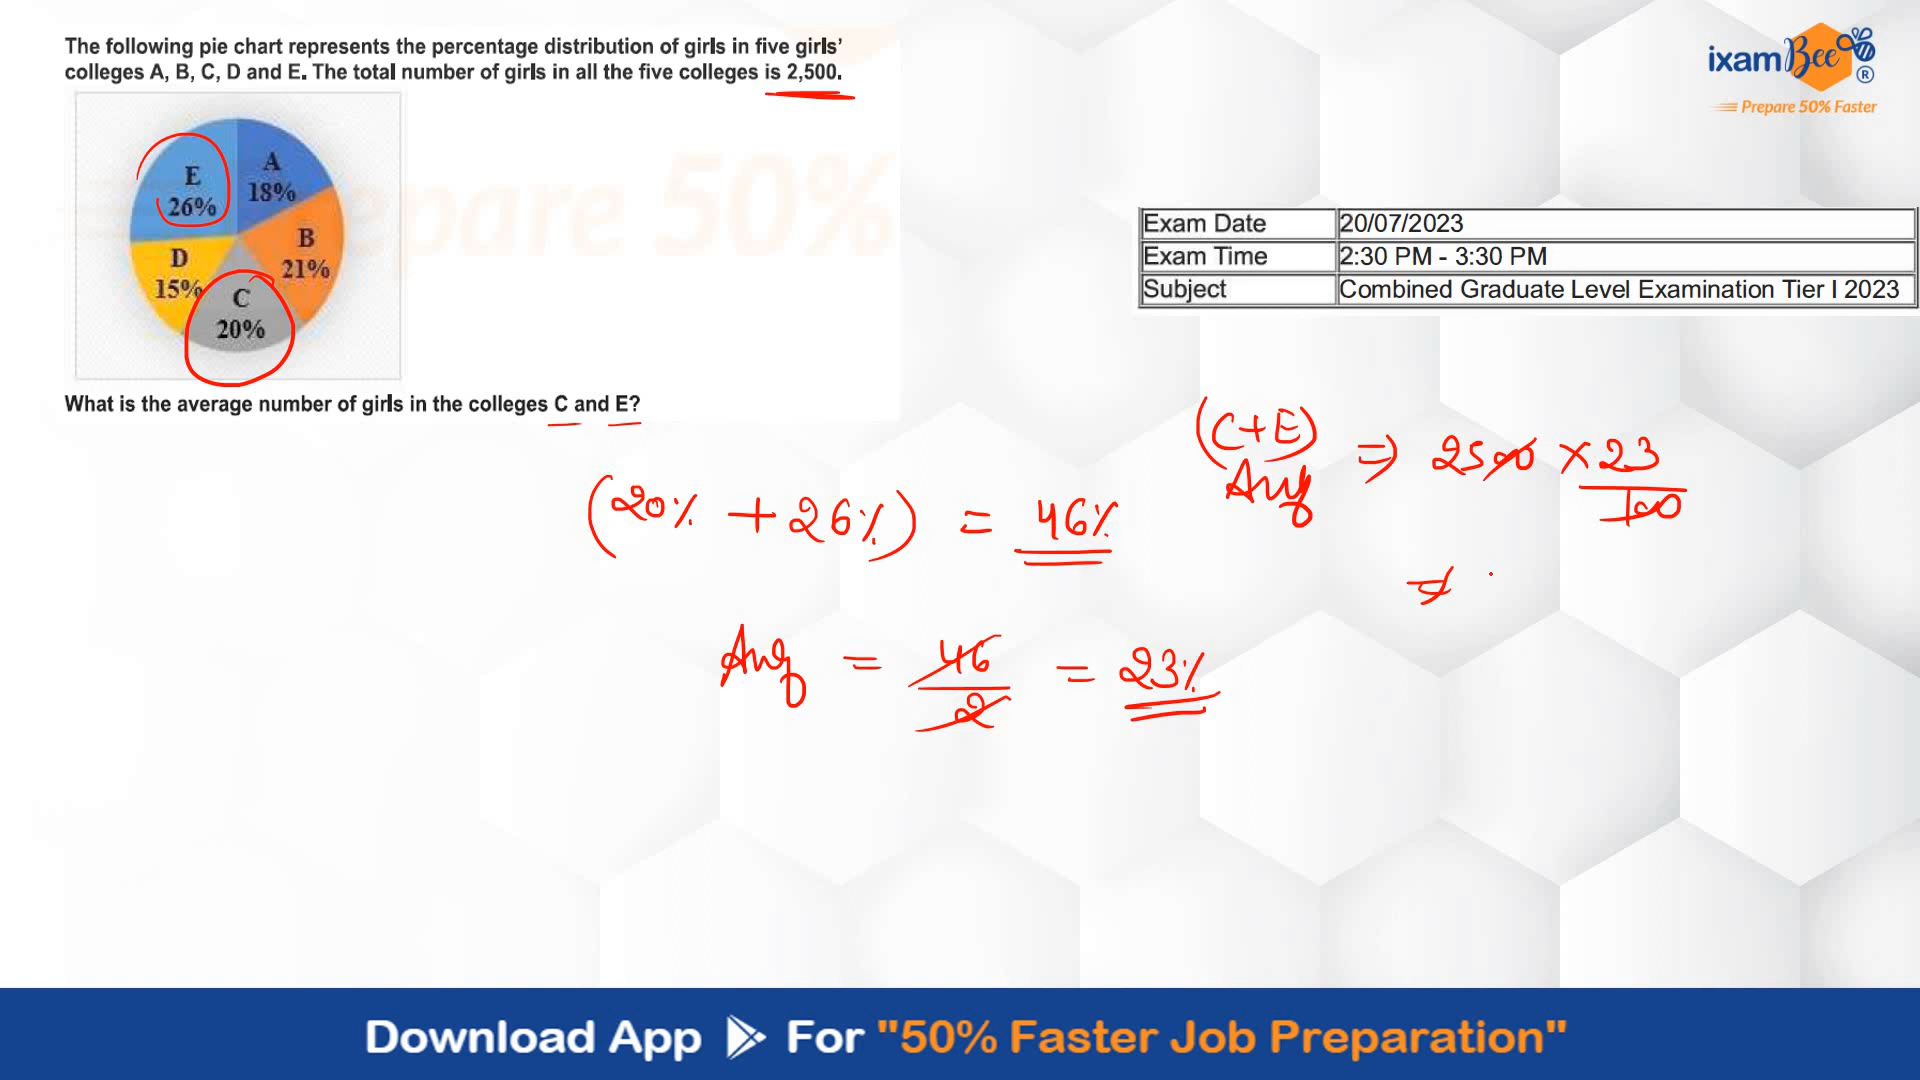 The following pie chart represents the percentage distribution of girls in five girls'
colleges A, B, C, D and E. The total number of girls in all the five colleges is 2,500.
ixamBee
®
Prepare 50% Faster
epare 50%
E
26%
A
18%
B
21%
D
15%
C
20%
Exam Date 20/07/2023
Exam Time 2:30 PM - 3:30 PM
Subject Combined Graduate Level Examination Tier I 2023
What is the average number of girls in the colleges C and E?
(20% + 26%) = 46%
Avg = 46/2 = 23%
(C+E) Avg ⇒ 2500 × 23/100
⇒
Download App For "50% Faster Job Preparation"